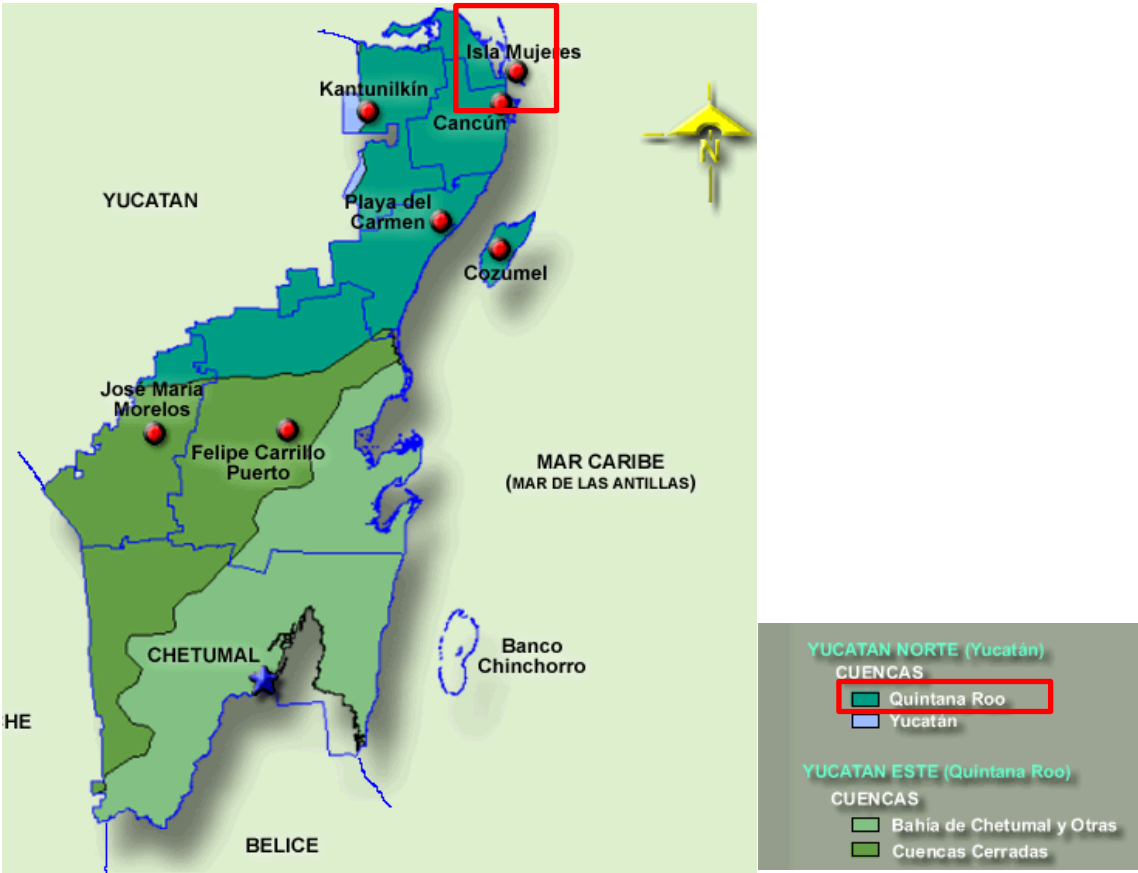 Isla Mujeres
Kantunilkín
Cancún
N
YUCATAN
Playa del
Carmen
Cozumel
José María
Morelos
Felipe Carrillo
Puerto
MAR CARIBE
(MAR DE LAS ANTILLAS)
CHETUMAL
Banco
Chinchorro
HE
BELICE
YUCATAN NORTE (Yucatán)
CUENCAS
Quintana Roo
Yucatán
YUCATAN ESTE (Quintana Roo)
CUENCAS
Bahía de Chetumal y Otras
Cuencas Cerradas